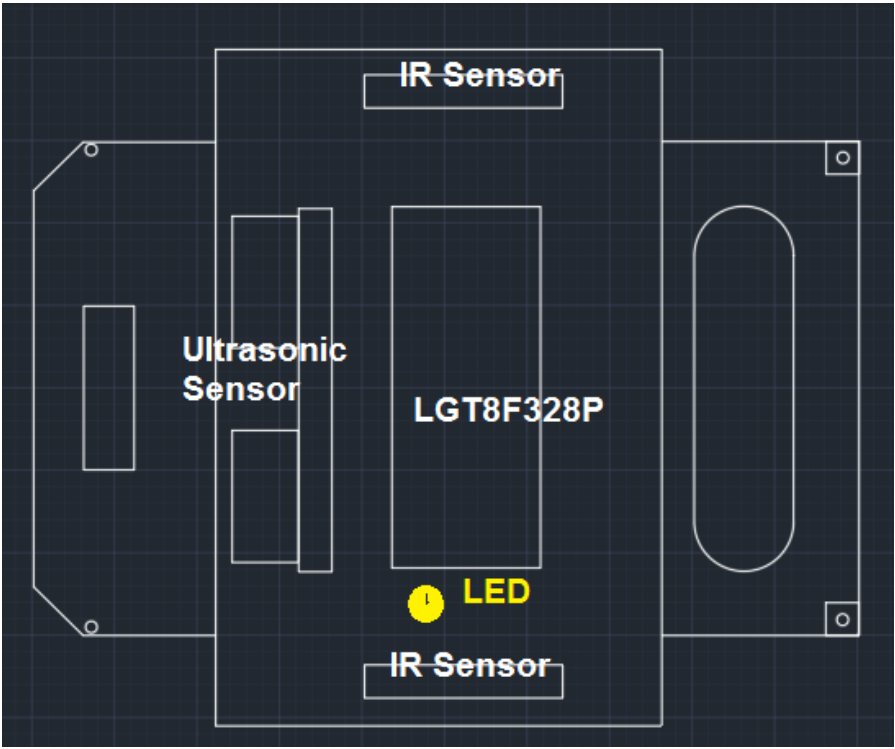 IR Sensor
Ultrasonic
Sensor
LGT8F328P
LED
IR Sensor